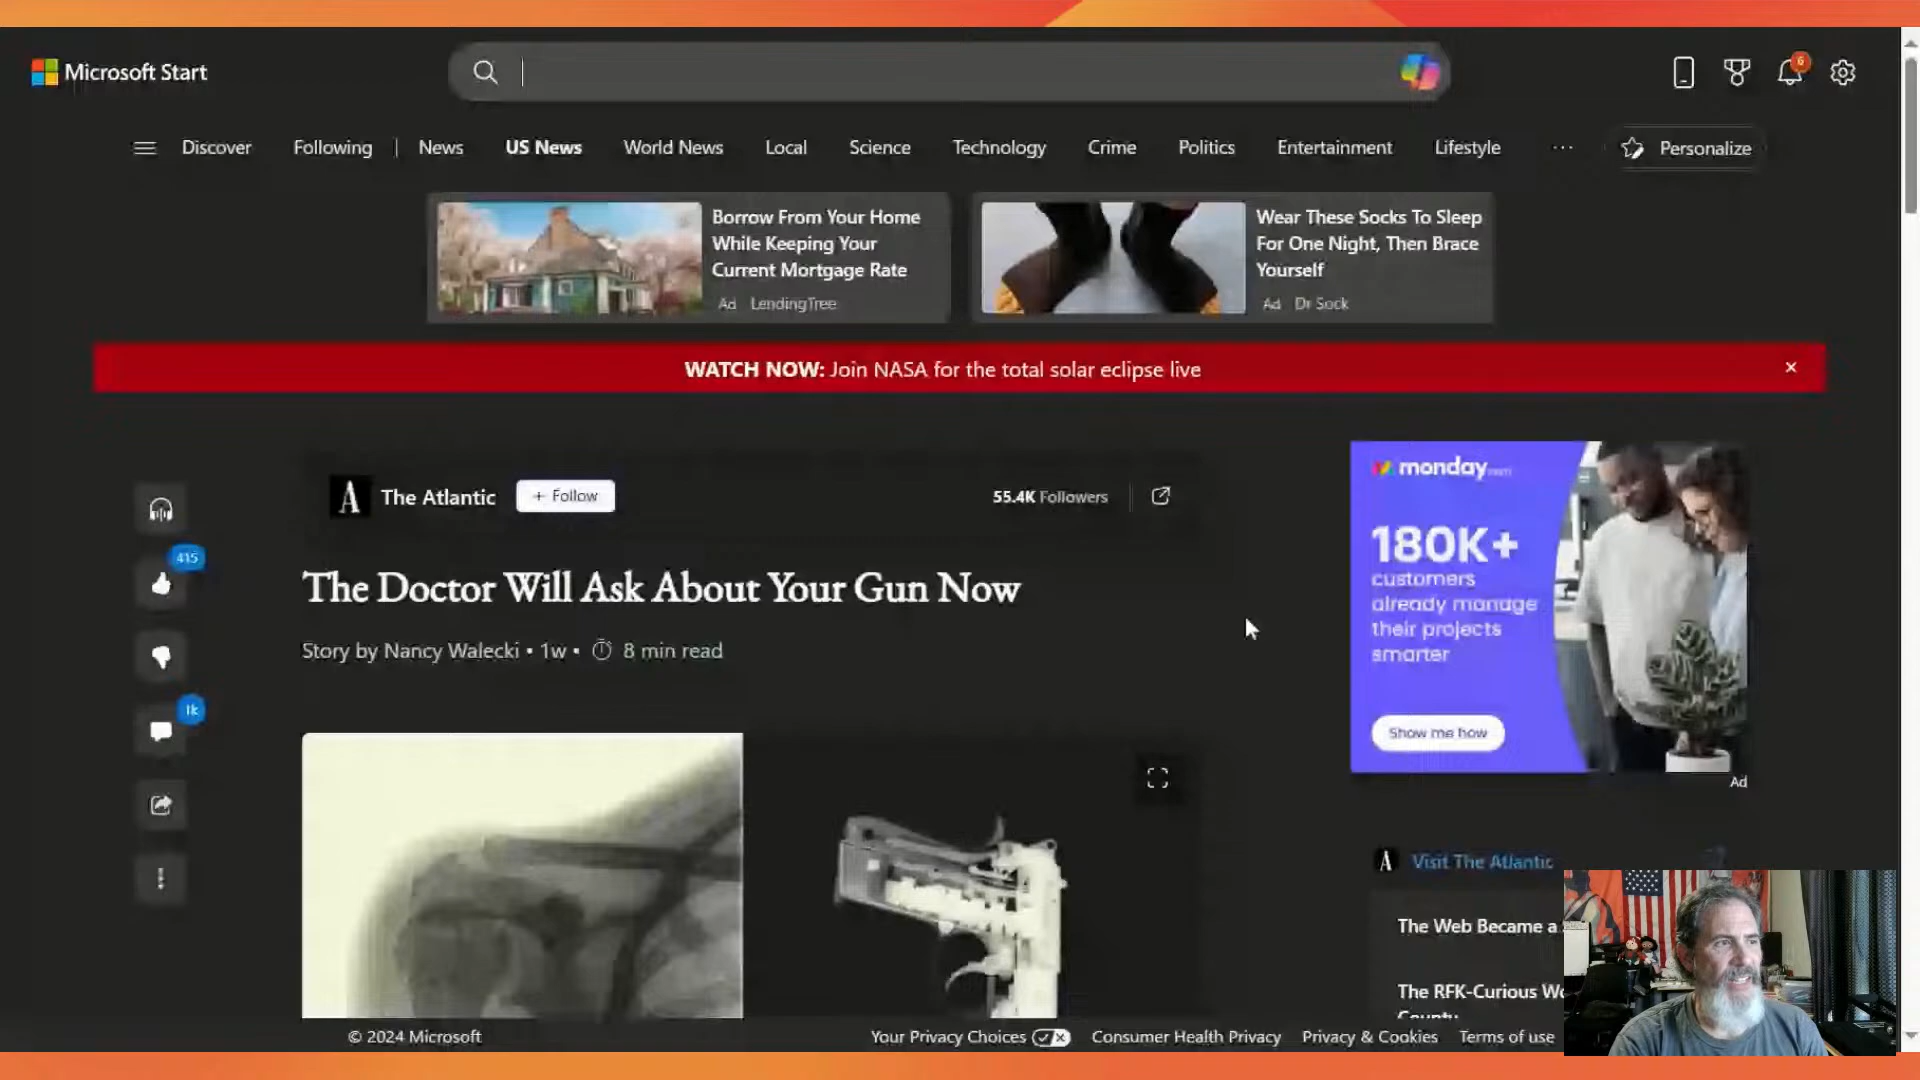 Microsoft Start
6
Discover Following | News US News World News Local Science Technology Crime Politics Entertainment Lifestyle ... Personalize
Borrow From Your Home
While Keeping Your
Current Mortgage Rate
Ad LendingTree
Wear These Socks To Sleep
For One Night, Then Brace
Yourself
Ad Dr Sock
WATCH NOW: Join NASA for the total solar eclipse live
A The Atlantic + Follow 55.4K Followers
415
The Doctor Will Ask About Your Gun Now
Story by Nancy Walecki • 1w • 8 min read
1k
monday.com
180K+
customers
already manage
their projects
smarter
Show me how
Ad
A Visit The Atlantic
The Web Became a
The RFK-Curious
County
© 2024 Microsoft
Your Privacy Choices Consumer Health Privacy Privacy & Cookies Terms of use